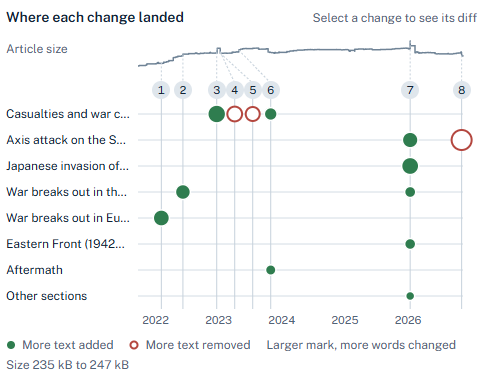 Where each change landed
Select a change to see its diff
Article size
1 2 3 4 5 6 7 8
Casualties and war c...
Axis attack on the S...
Japanese invasion of...
War breaks out in th...
War breaks out in Eu...
Eastern Front (1942...
Aftermath
Other sections
2022 2023 2024 2025 2026
More text added More text removed Larger mark, more words changed
Size 235 kB to 247 kB